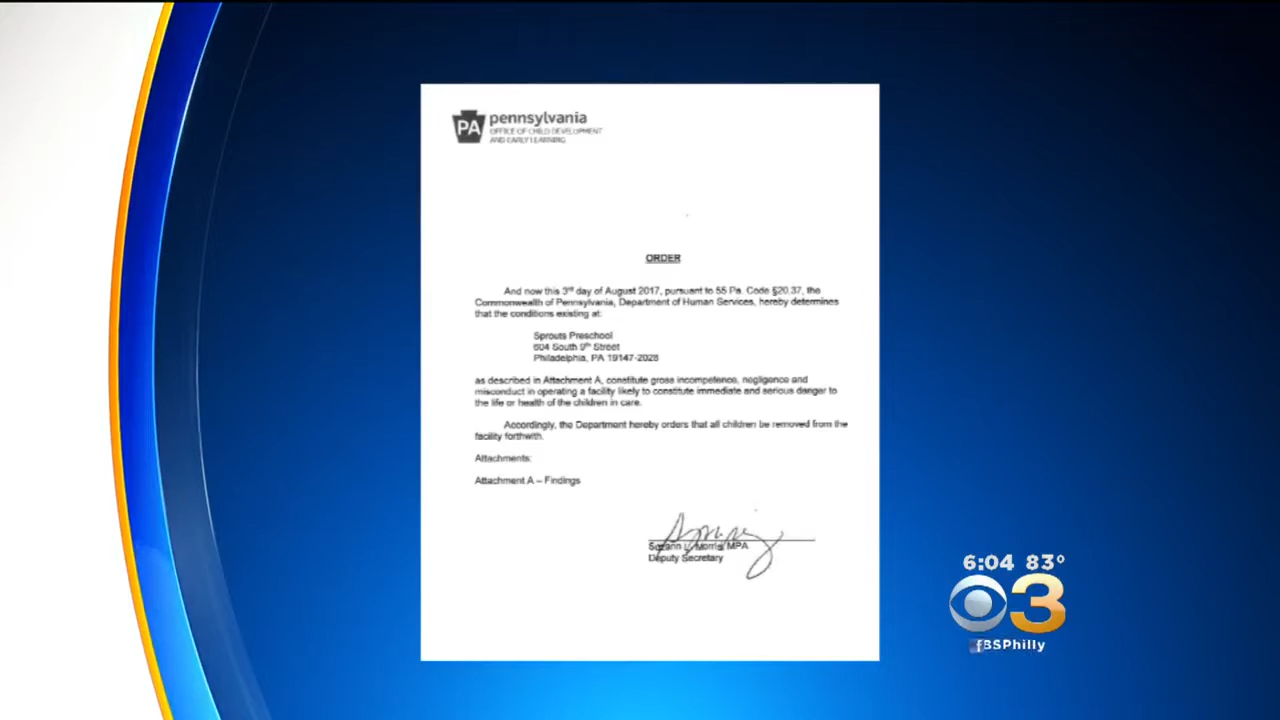 PA pennsylvania
OFFICE OF CHILD DEVELOPMENT
AND EARLY LEARNING
ORDER
And now this 3rd day of August 2017, pursuant to 55 Pa. Code §20.37, the
Commonwealth of Pennsylvania, Department of Human Services, hereby determines
that the conditions existing at:
Sprouts Preschool
604 South 9th Street
Philadelphia, PA 19147-2028
as described in Attachment A, constitute gross incompetence, negligence and
misconduct in operating a facility likely to constitute immediate and serious danger to
the life or health of the children in care.
Accordingly, the Department hereby orders that all children be removed from the
facility forthwith.
Attachments:
Attachment A – Findings
Morris, MPA
Deputy Secretary
6:04 83°
3
BSPhilly